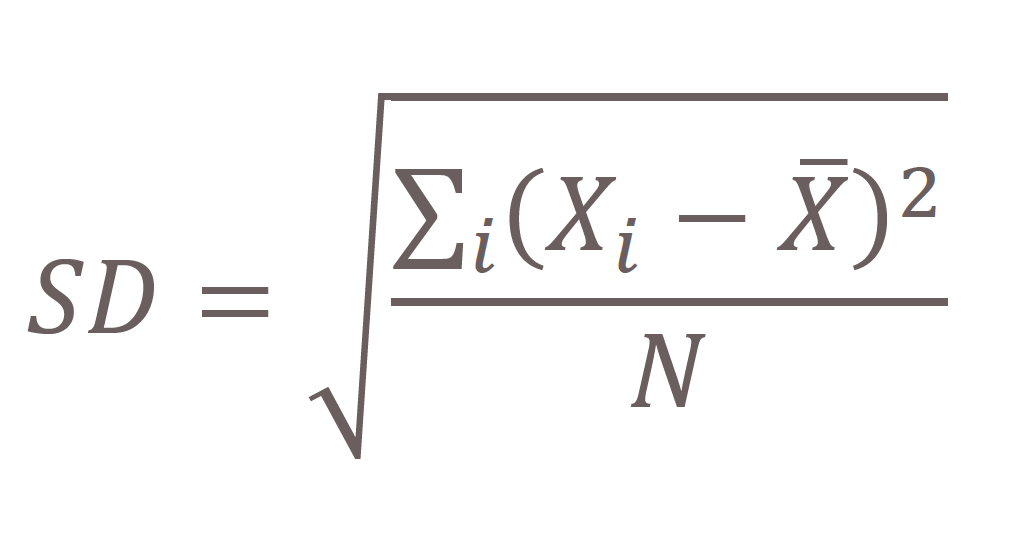 SD = √(∑ᵢ(Xᵢ − X̄)² / N)